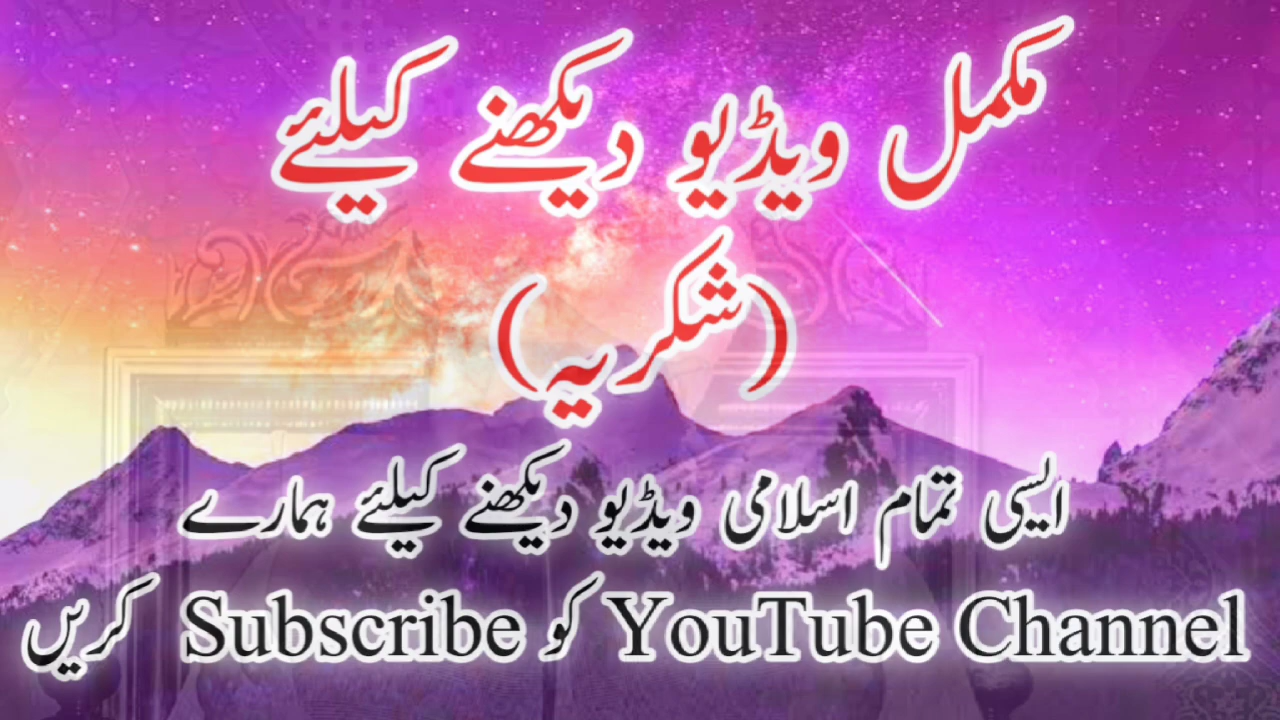 مکمل ویڈیو دیکھنے کیلئے
(شکریہ)
ایسی تمام اسلامی ویڈیو دیکھنے کیلئے ہمارے
YouTube Channel کو Subscribe کریں